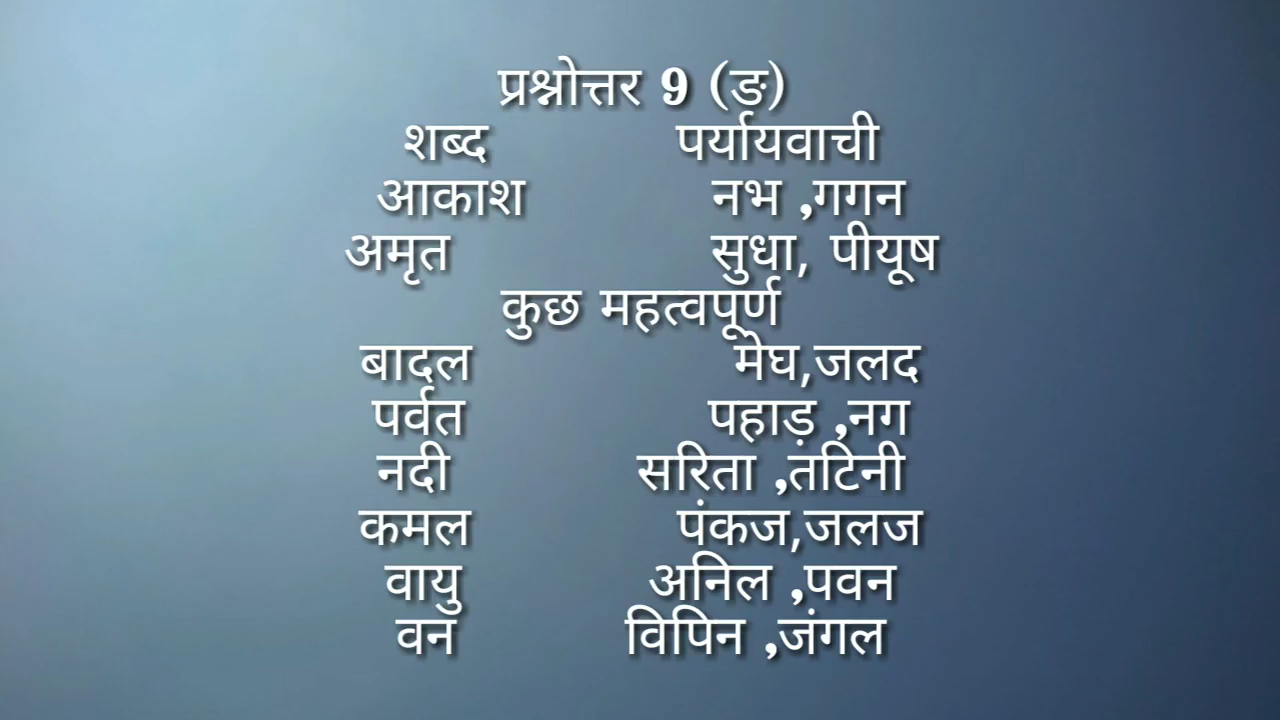 प्रश्नोत्तर 9 (ङ)
शब्द पर्यायवाची
आकाश नभ ,गगन
अमृत सुधा, पीयूष
कुछ महत्वपूर्ण
बादल मेघ,जलद
पर्वत पहाड़ ,नग
नदी सरिता ,तटिनी
कमल पंकज,जलज
वायु अनिल ,पवन
वन विपिन ,जंगल